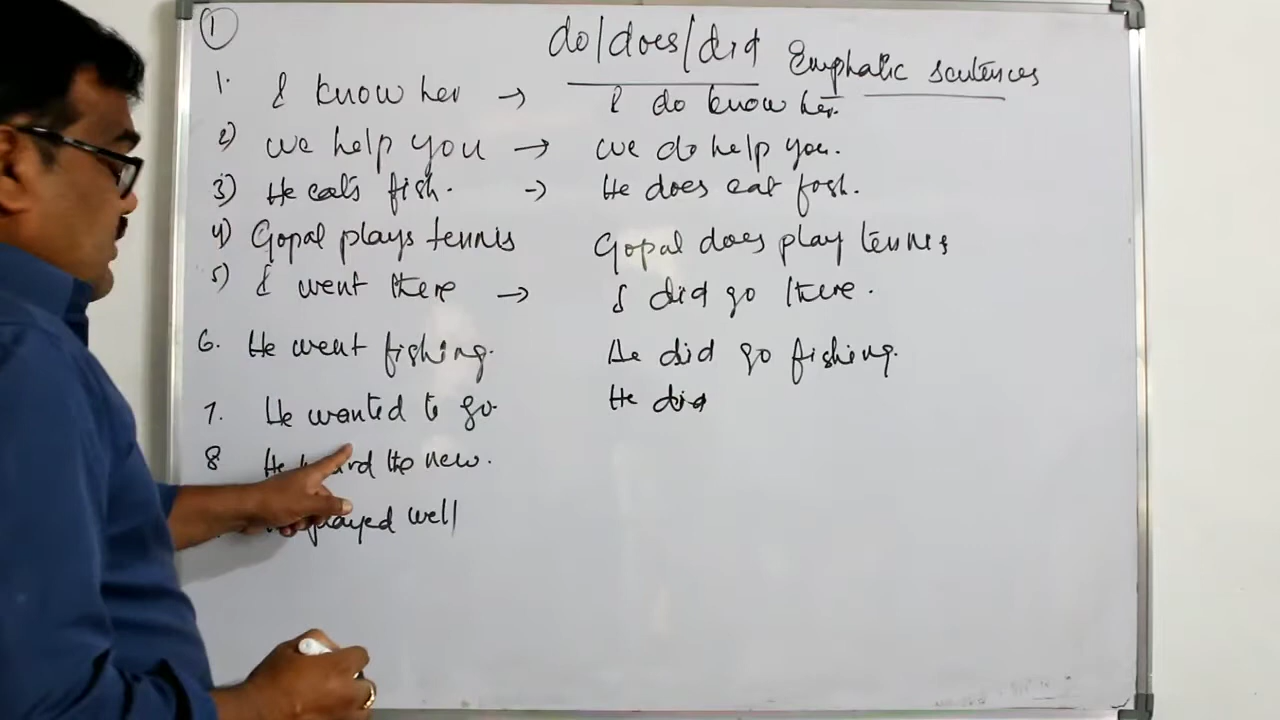 1
do/does/did Emphatic sentences
1. I know her → I do know her.
2) We help you → We do help you.
3) He eats fish. → He does eat fish.
4) Gopal plays tennis Gopal does play tennis
5) I went there → I did go there.
6. He went fishing. He did go fishing.
7. He wanted to go. He did
8 He the new.
played well